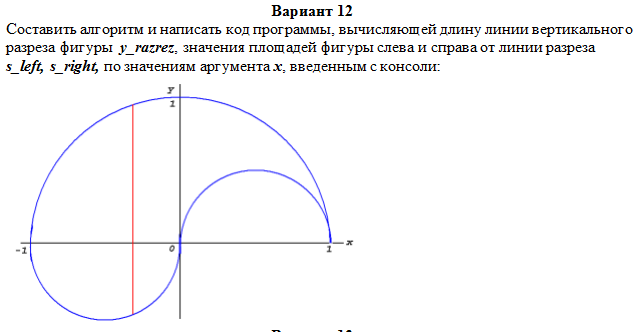 Вариант 12
Составить алгоритм и написать код программы, вычисляющей длину линии вертикального
разреза фигуры y_razrez, значения площадей фигуры слева и справа от линии разреза
s_left, s_right, по значениям аргумента x, введенным с консоли:
y
1
-1
0
1
x